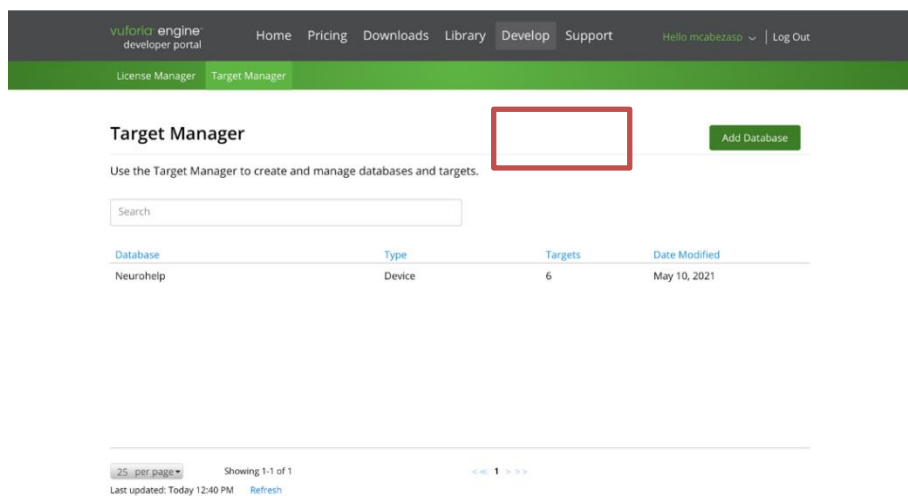 vuforia engine Home Pricing Downloads Library Develop Support Hello mcabezasp | Log Out
developer portal
License Manager Target Manager
Target Manager Add Database
Use the Target Manager to create and manage databases and targets.
Search
Database Type Targets Date Modified
Neurohelp Device 6 May 10, 2021
25 per page Showing 1-1 of 1 << 1 >>>
Last updated: Today 12:40 PM Refresh